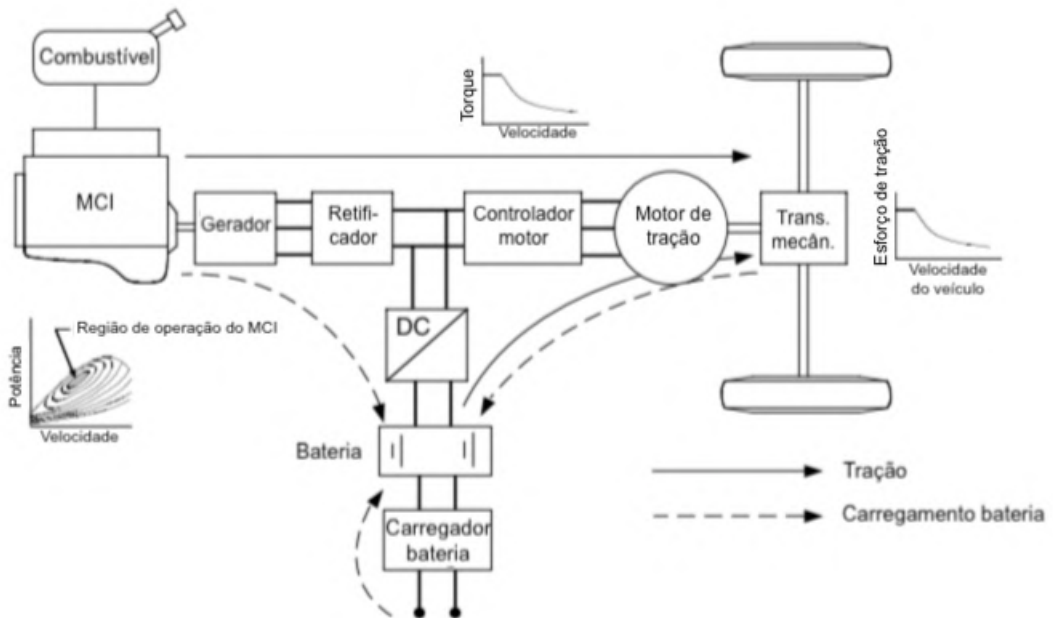 Combustível
MCI
Gerador
Retifi-
cador
Controlador
motor
Motor de
tração
Trans.
mecân.
Torque
Velocidade
Esforço de tração
Velocidade
do veículo
Região de operação do MCI
Potência
Velocidade
DC
Bateria
Carregador
bateria
Tração
Carregamento bateria